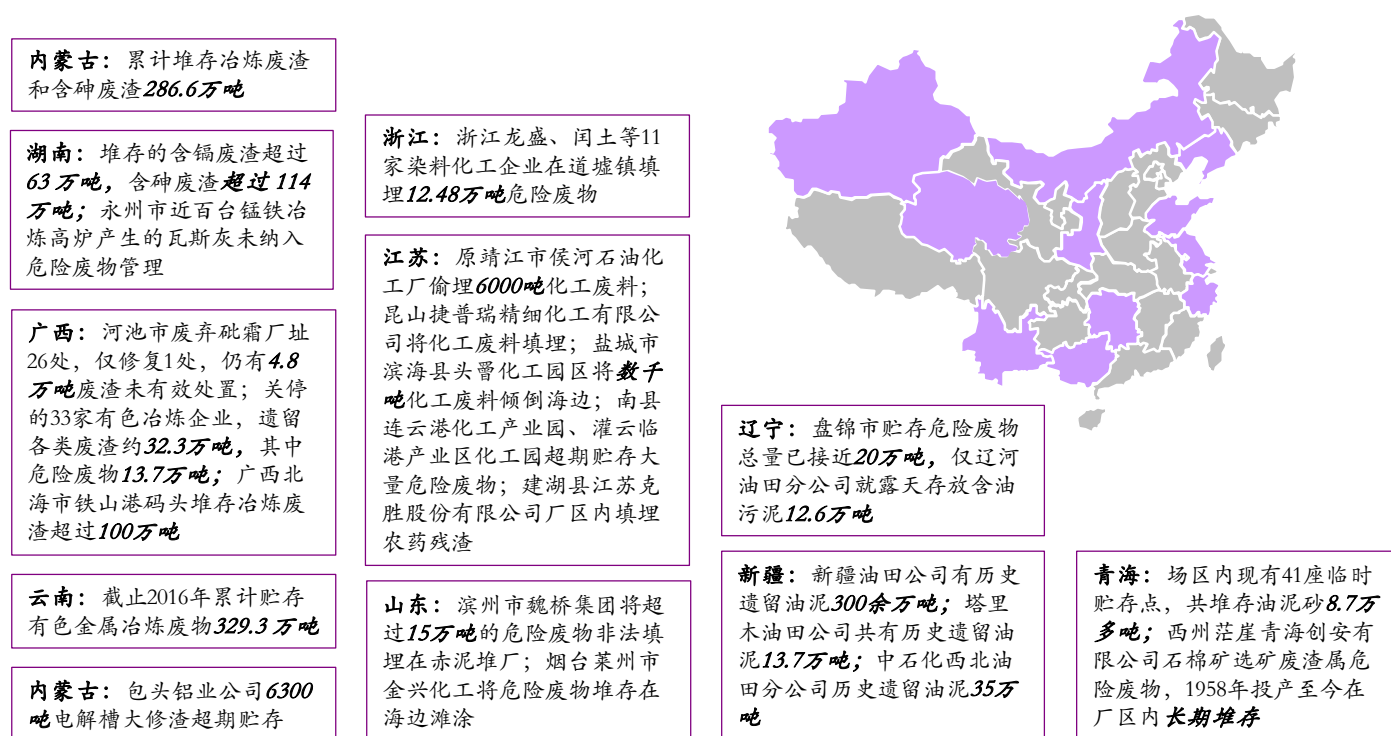 内蒙古：累计堆存冶炼废渣
和含砷废渣286.6万吨
湖南：堆存的含镉废渣超过
63万吨，含砷废渣超过114
万吨；永州市近百台锰铁冶
炼高炉产生的瓦斯灰未纳入
危险废物管理
广西：河池市废弃砒霜厂址
26处，仅修复1处，仍有4.8
万吨废渣未有效处置；关停
的33家有色冶炼企业，遗留
各类废渣约32.3万吨，其中
危险废物13.7万吨；广西北
海市铁山港码头堆存冶炼废
渣超过100万吨
云南：截止2016年累计贮存
有色金属冶炼废物329.3万吨
内蒙古：包头铝业公司6300
吨电解槽大修渣超期贮存
浙江：浙江龙盛、闰土等11
家染料化工企业在道墟镇填
埋12.48万吨危险废物
江苏：原靖江市侯河石油化
工厂偷埋6000吨化工废料；
昆山捷普瑞精细化工有限公
司将化工废料填埋；盐城市
滨海县头罾化工园区将数千
吨化工废料倾倒海边；南县
连云港化工产业园、灌云临
港产业区化工园超期贮存大
量危险废物；建湖县江苏克
胜股份有限公司厂区内填埋
农药残渣
山东：滨州市魏桥集团将超
过15万吨的危险废物非法填
埋在赤泥堆厂；烟台莱州市
金兴化工将危险废物堆存在
海边滩涂
辽宁：盘锦市贮存危险废物
总量已接近20万吨，仅辽河
油田分公司就露天存放含油
污泥12.6万吨
新疆：新疆油田公司有历史
遗留油泥300余万吨；塔里
木油田公司共有历史遗留油
泥13.7万吨；中石化西北油
田分公司历史遗留油泥35万
吨
青海：场区内现有41座临时
贮存点，共堆存油泥砂8.7万
多吨；西州茫崖青海创安有
限公司石棉矿选矿废渣属危
险废物，1958年投产至今在
厂区内长期堆存